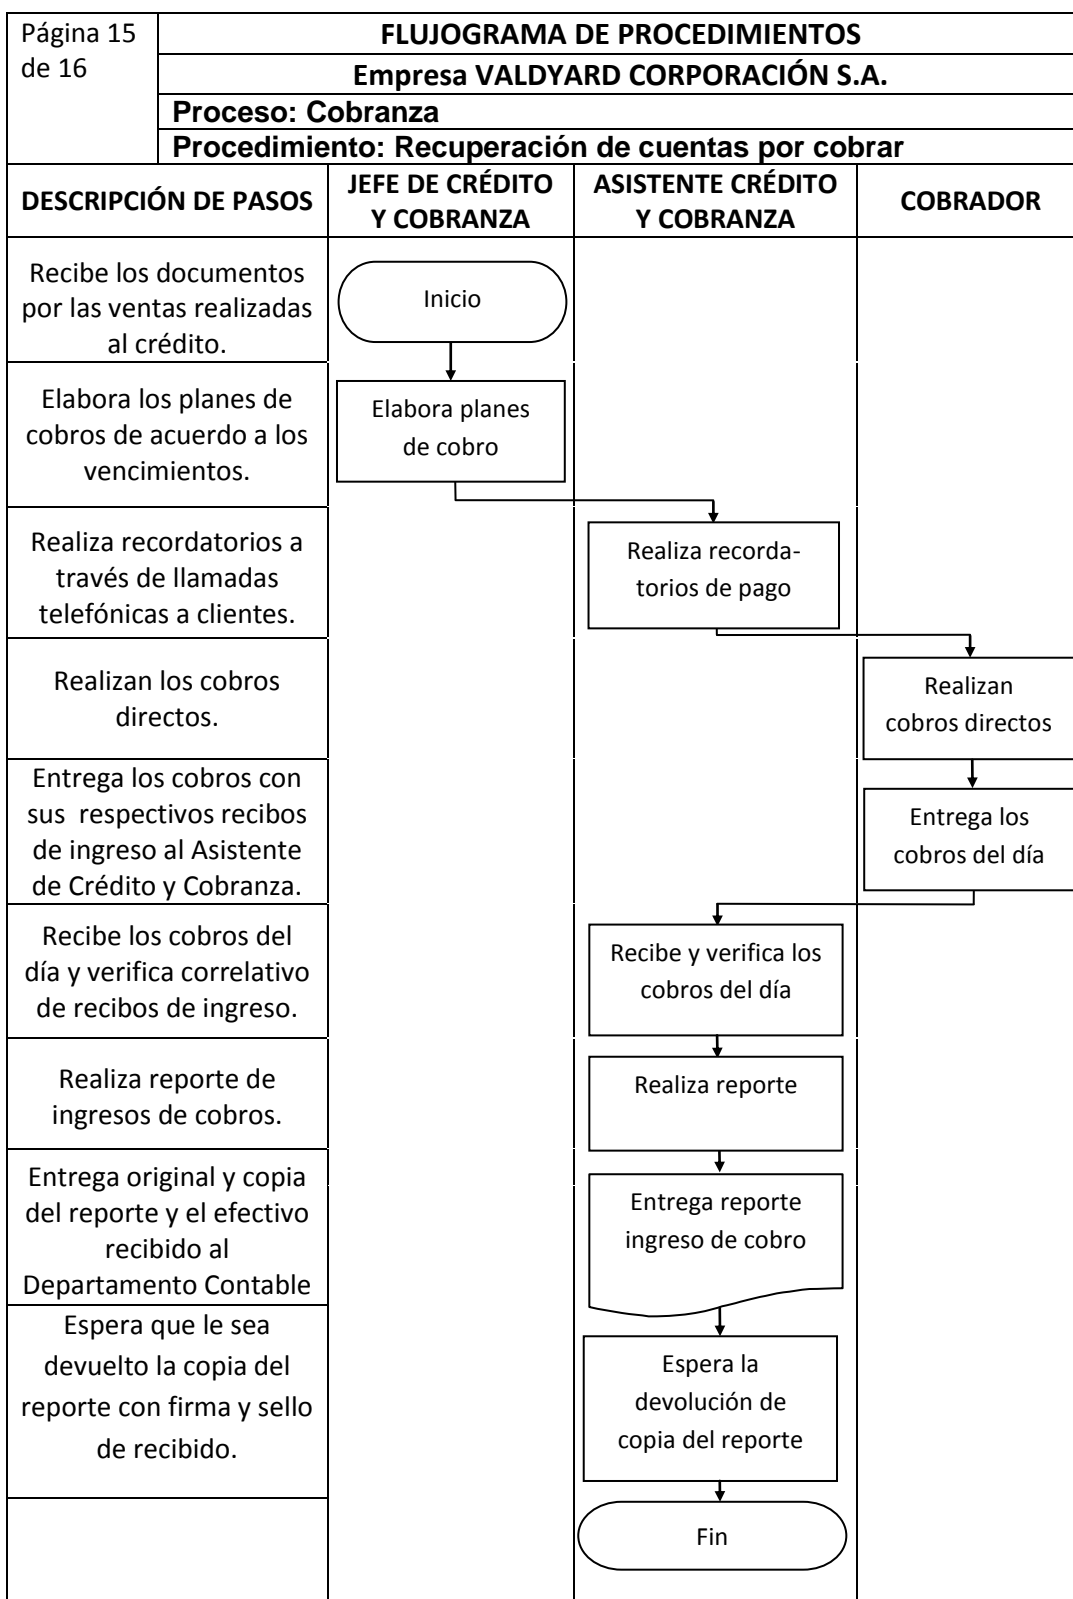 Página 15
de 16
FLUJOGRAMA DE PROCEDIMIENTOS
Empresa VALDYARD CORPORACIÓN S.A.
Proceso: Cobranza
Procedimiento: Recuperación de cuentas por cobrar
DESCRIPCIÓN DE PASOS
JEFE DE CRÉDITO
Y COBRANZA
ASISTENTE CRÉDITO
Y COBRANZA
COBRADOR
Recibe los documentos
por las ventas realizadas
al crédito.
Inicio
Elabora los planes de
cobros de acuerdo a los
vencimientos.
Elabora planes
de cobro
Realiza recordatorios a
través de llamadas
telefónicas a clientes.
Realiza recorda-
torios de pago
Realizan los cobros
directos.
Realizan
cobros directos
Entrega los cobros con
sus respectivos recibos
de ingreso al Asistente
de Crédito y Cobranza.
Entrega los
cobros del día
Recibe los cobros del
día y verifica correlativo
de recibos de ingreso.
Recibe y verifica los
cobros del día
Realiza reporte de
ingresos de cobros.
Realiza reporte
Entrega original y copia
del reporte y el efectivo
recibido al
Departamento Contable
Entrega reporte
ingreso de cobro
Espera que le sea
devuelto la copia del
reporte con firma y sello
de recibido.
Espera la
devolución de
copia del reporte
Fin